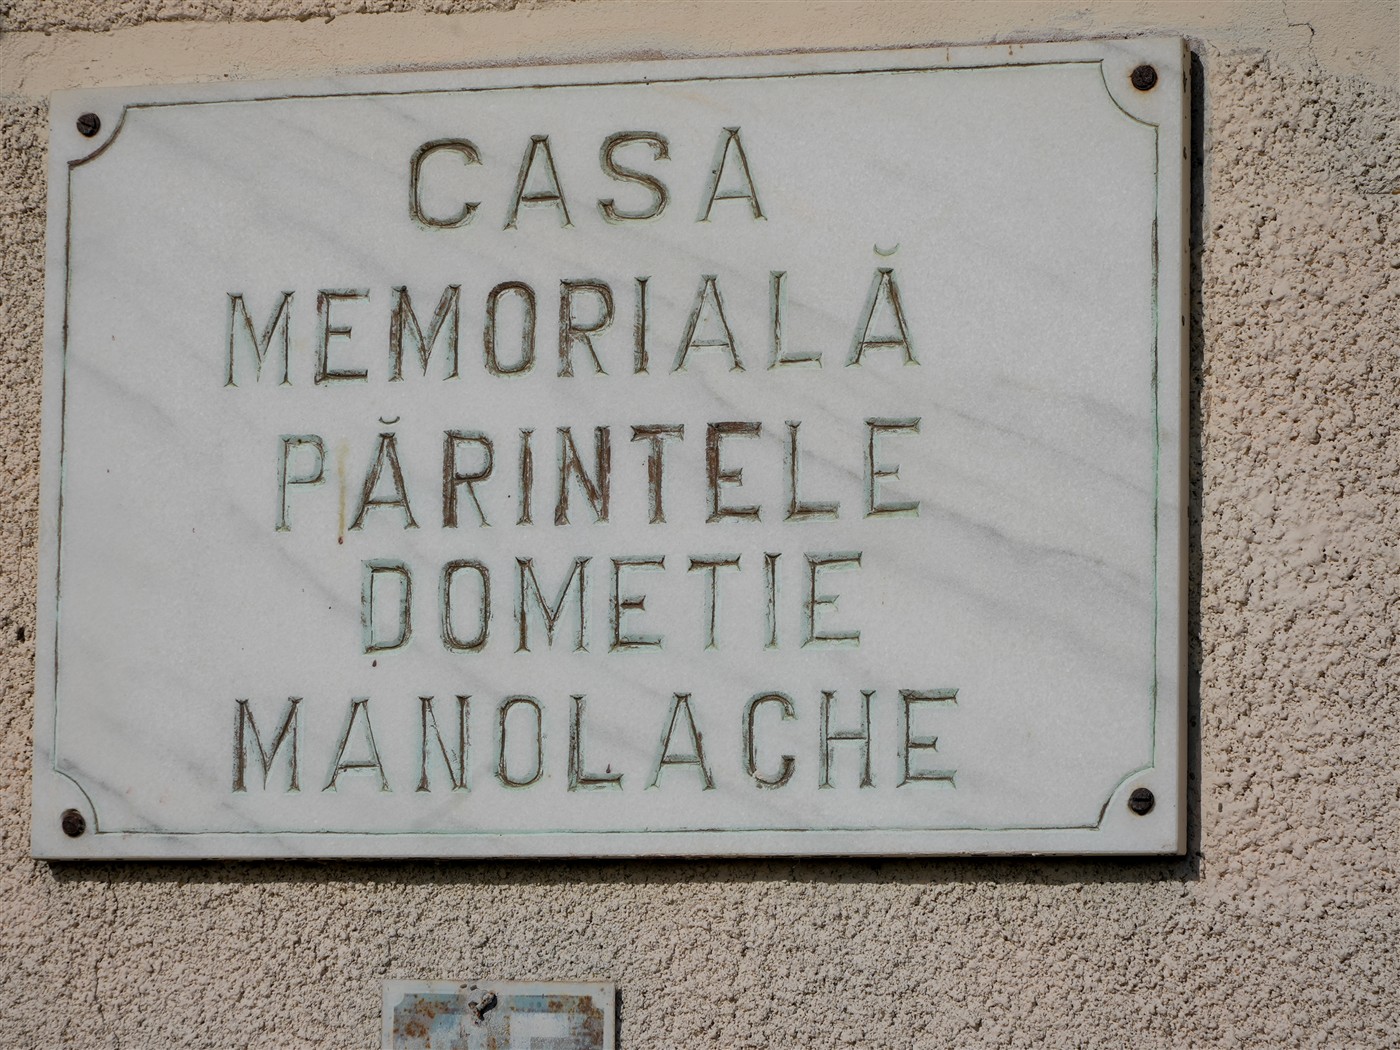 CASA
MEMORIALĂ
PĂRINTELE
DOMETIE
MANOLACHE